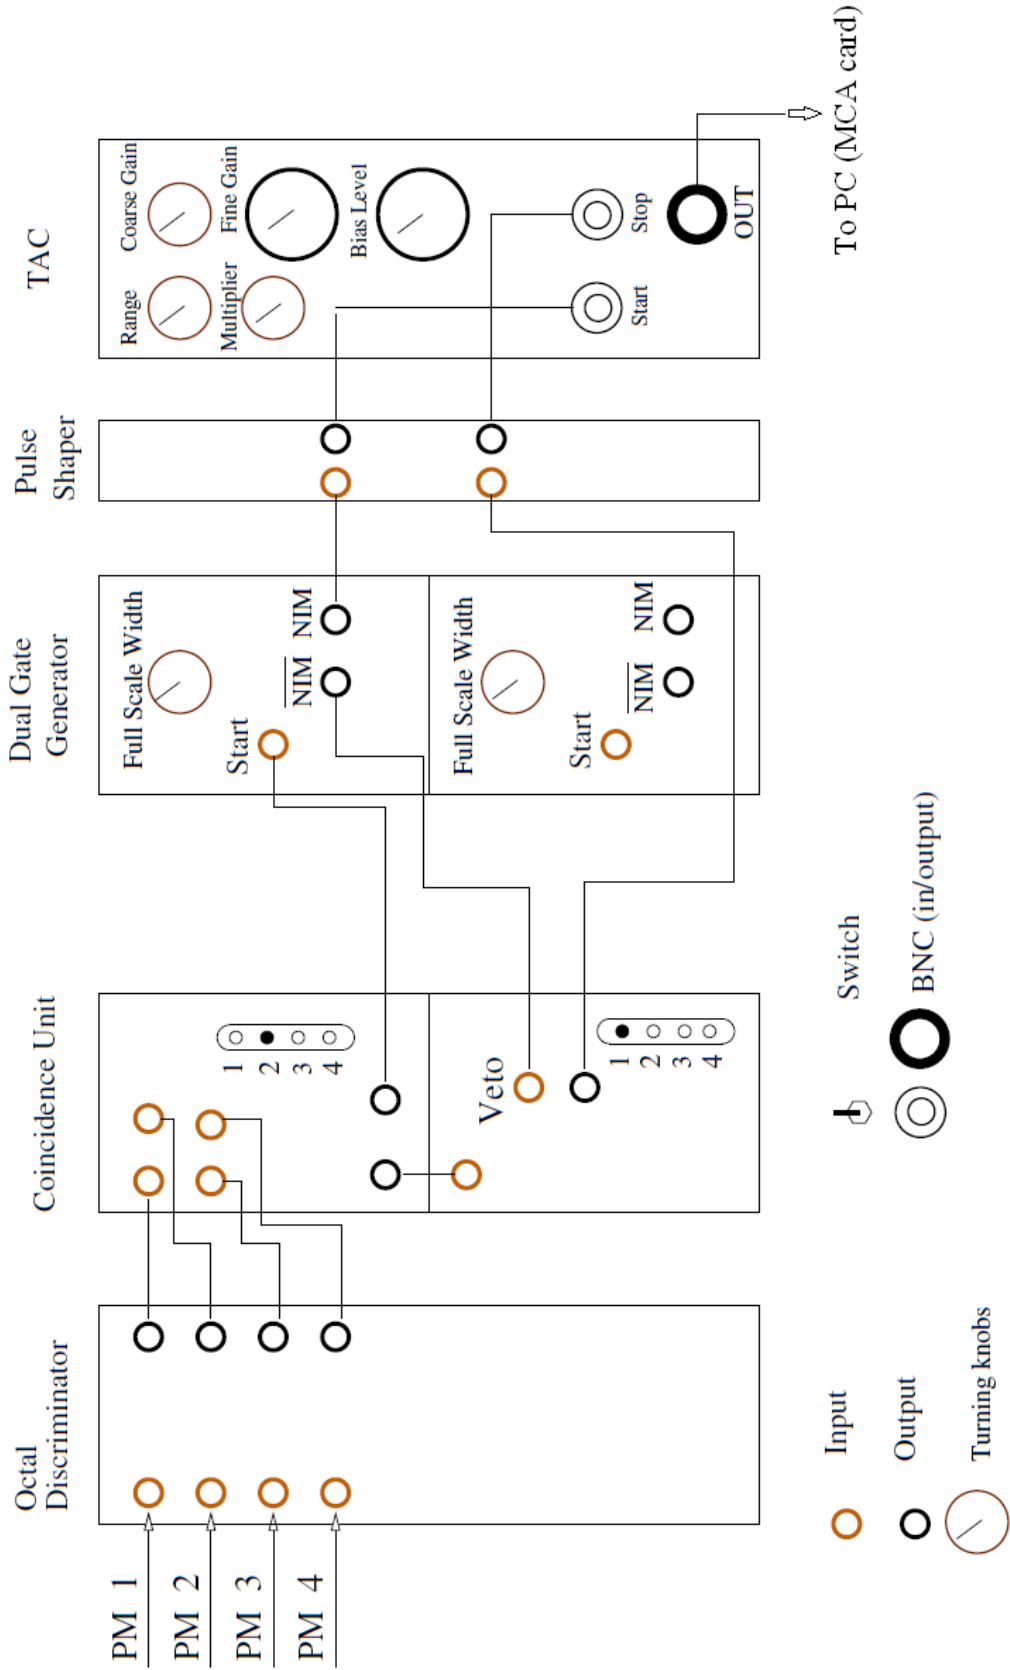 Octal
Discriminator
Coincidence Unit
Dual Gate
Generator
Pulse
Shaper
TAC
PM 1
PM 2
PM 3
PM 4
1
2
3
4
Veto
1
2
3
4
Full Scale Width
Start
NIM
NIM
Full Scale Width
Start
NIM
NIM
Range
Coarse Gain
Multiplier
Fine Gain
Bias Level
Start
Stop
OUT
To PC (MCA card)
Input
Output
Turning knobs
Switch
BNC (in/output)